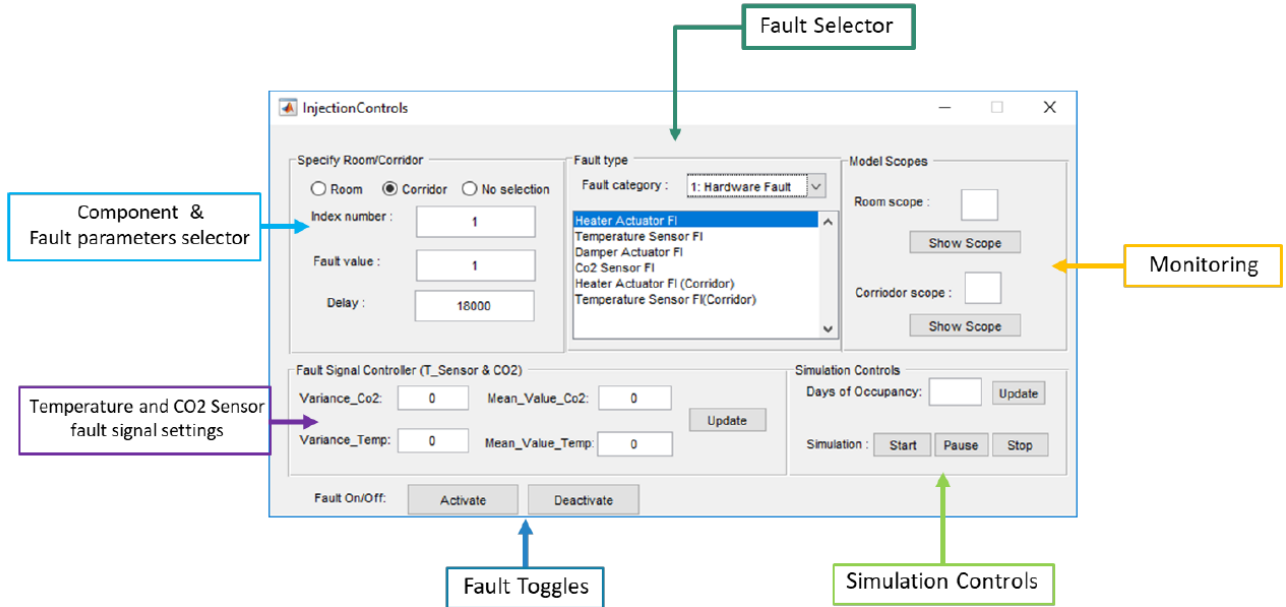 Fault Selector
InjectionControls
Specify Room/Corridor
Room Corridor No selection
Index number : 1
Fault value : 1
Delay : 18000
Fault type
Fault category : 1: Hardware Fault
Heater Actuator FI
Temperature Sensor FI
Damper Actuator FI
Co2 Sensor FI
Heater Actuator FI (Corridor)
Temperature Sensor FI(Corridor)
Model Scopes
Room scope :
Show Scope
Corriodor scope :
Show Scope
Component &
Fault parameters selector
Monitoring
Fault Signal Controller (T_Sensor & CO2)
Variance_Co2: 0 Mean_Value_Co2: 0
Update
Variance_Temp: 0 Mean_Value_Temp: 0
Simulation Controls
Days of Occupancy: Update
Simulation : Start Pause Stop
Temperature and CO2 Sensor
fault signal settings
Fault On/Off: Activate Deactivate
Fault Toggles
Simulation Controls